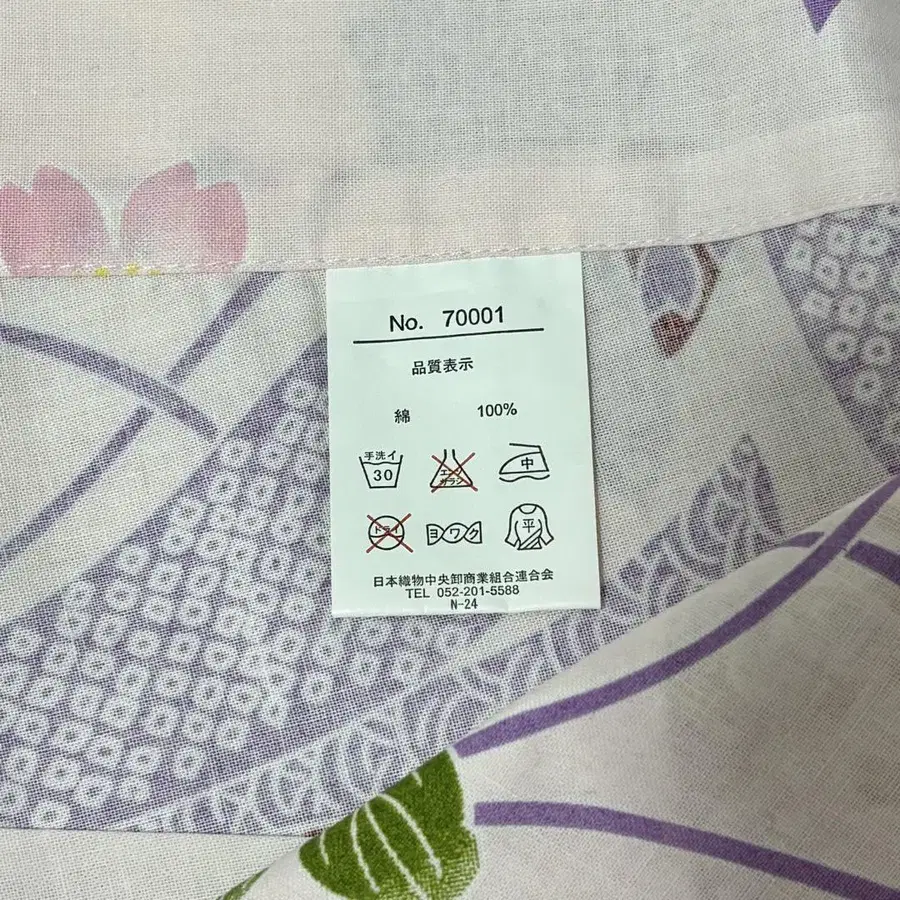 No. 70001
品質表示
綿 100%
手洗イ
30
エンソ
サラシ
中
ドライ
ヨワク
平
日本織物中央卸商業組合連合会
TEL 052-201-5588
N-24